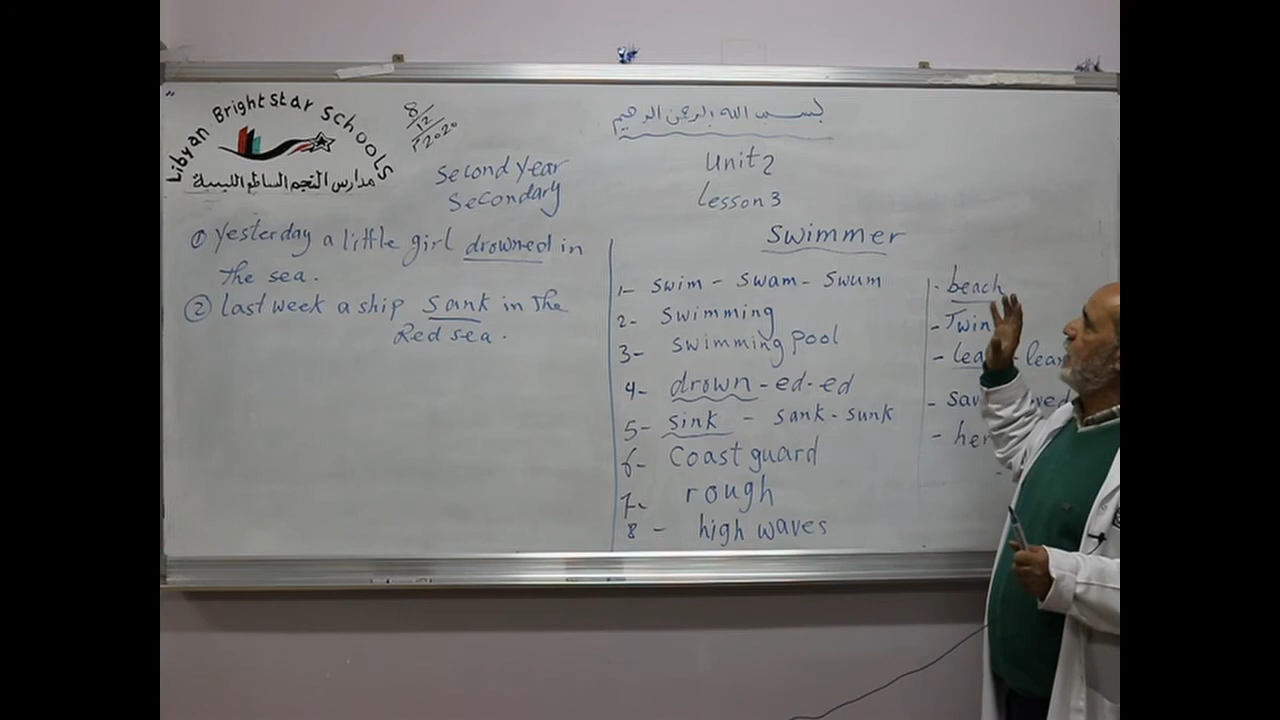 Libyan Bright star Schools
مدارس النجم الساطع الليبية
8/12/2020
Second Year
Secondary
بسم الله الرحمن الرحيم
Unit 2
Lesson 3
① Yesterday a little girl drowned in
the sea.
② last week a ship sank in the
Red sea.
Swimmer
1- swim - swam - swum
2- swimming
3- swimming pool
4- drown - ed - ed
5- sink - sank - sunk
6- Coast guard
7- rough
8 - high waves
- beach